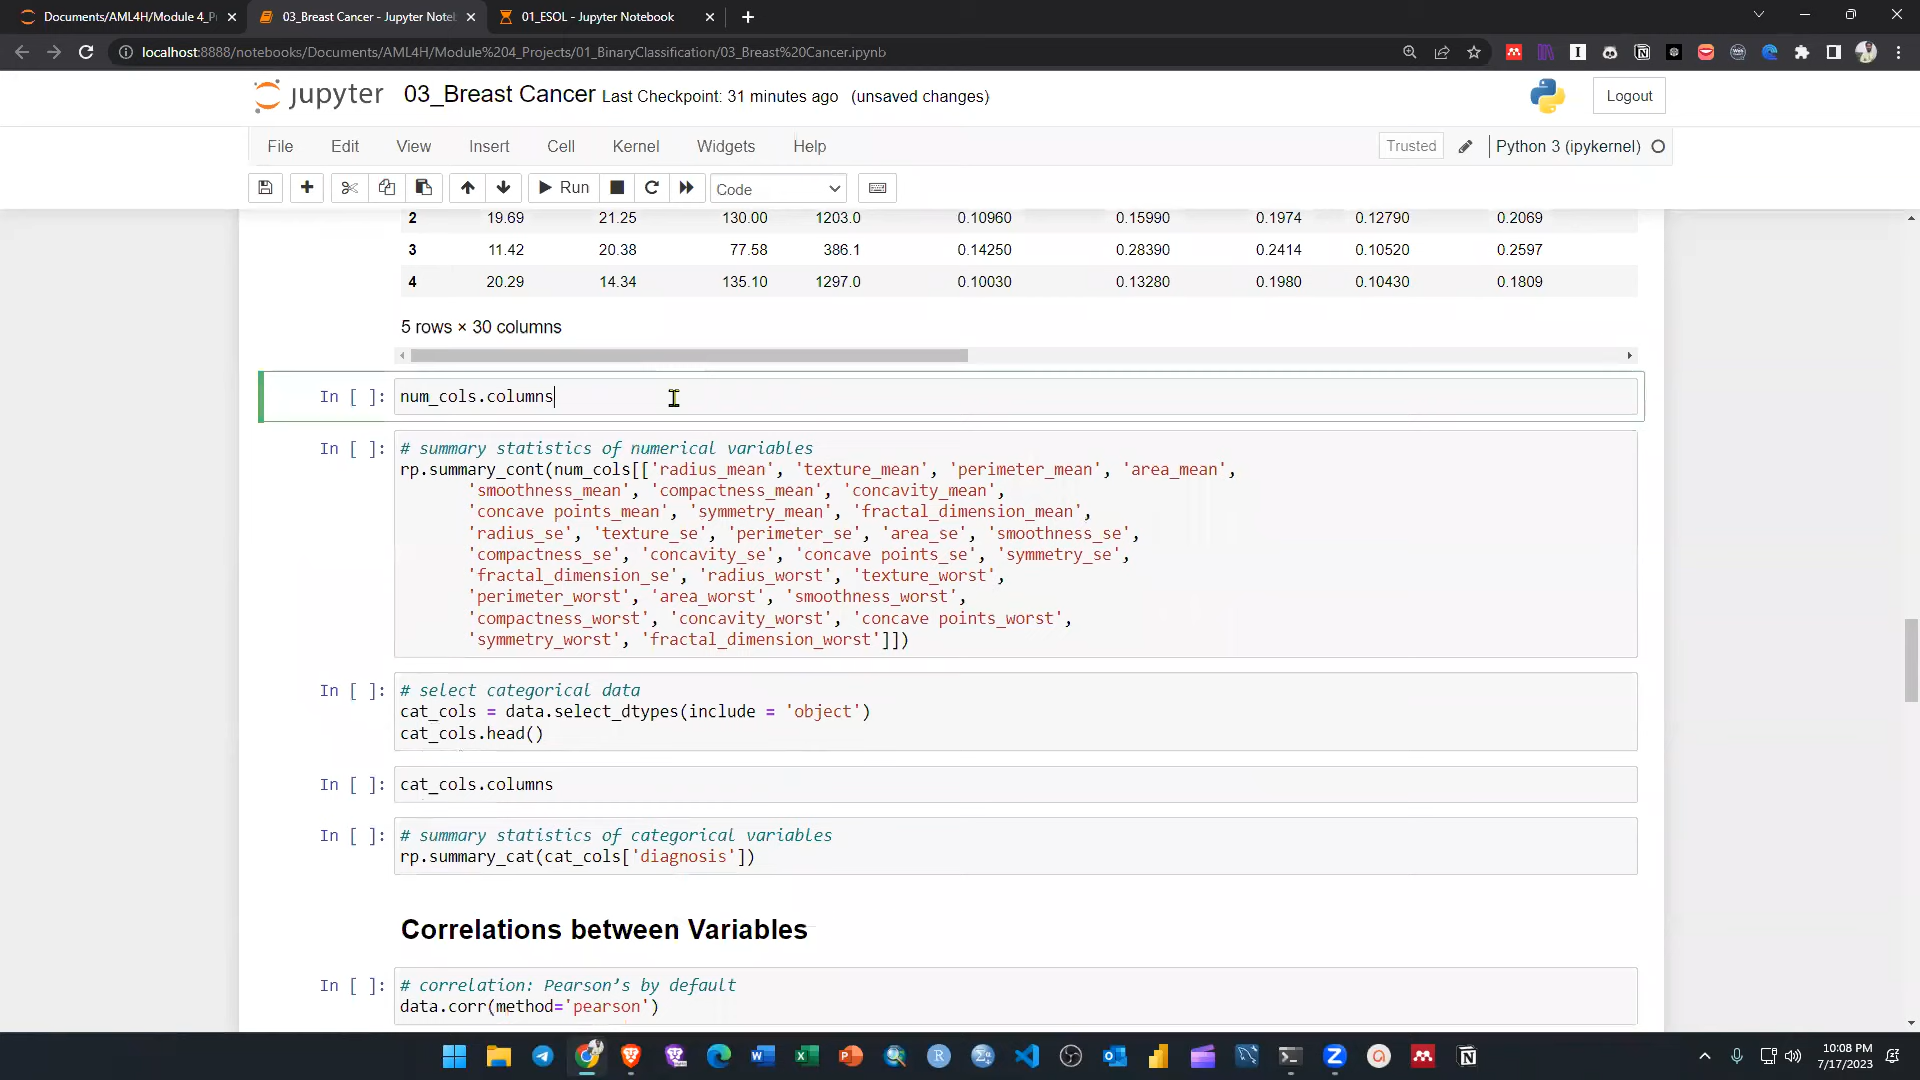 Documents/AML4H/Module 4_P
03_Breast Cancer - Jupyter Noteb
01_ESOL - Jupyter Notebook
localhost:8888/notebooks/Documents/AML4H/Module%204_Projects/01_BinaryClassification/03_Breast%20Cancer.ipynb
jupyter 03_Breast Cancer Last Checkpoint: 31 minutes ago (unsaved changes)
Logout
File Edit View Insert Cell Kernel Widgets Help
Trusted Python 3 (ipykernel)
Run Code
2 19.69 21.25 130.00 1203.0 0.10960 0.15990 0.1974 0.12790 0.2069
3 11.42 20.38 77.58 386.1 0.14250 0.28390 0.2414 0.10520 0.2597
4 20.29 14.34 135.10 1297.0 0.10030 0.13280 0.1980 0.10430 0.1809
5 rows × 30 columns
In [ ]: num_cols.columns
In [ ]: # summary statistics of numerical variables
rp.summary_cont(num_cols[['radius_mean', 'texture_mean', 'perimeter_mean', 'area_mean',
'smoothness_mean', 'compactness_mean', 'concavity_mean',
'concave points_mean', 'symmetry_mean', 'fractal_dimension_mean',
'radius_se', 'texture_se', 'perimeter_se', 'area_se', 'smoothness_se',
'compactness_se', 'concavity_se', 'concave points_se', 'symmetry_se',
'fractal_dimension_se', 'radius_worst', 'texture_worst',
'perimeter_worst', 'area_worst', 'smoothness_worst',
'compactness_worst', 'concavity_worst', 'concave points_worst',
'symmetry_worst', 'fractal_dimension_worst']])
In [ ]: # select categorical data
cat_cols = data.select_dtypes(include = 'object')
cat_cols.head()
In [ ]: cat_cols.columns
In [ ]: # summary statistics of categorical variables
rp.summary_cat(cat_cols['diagnosis'])
Correlations between Variables
In [ ]: # correlation: Pearson’s by default
data.corr(method='pearson')
10:08 PM
7/17/2023